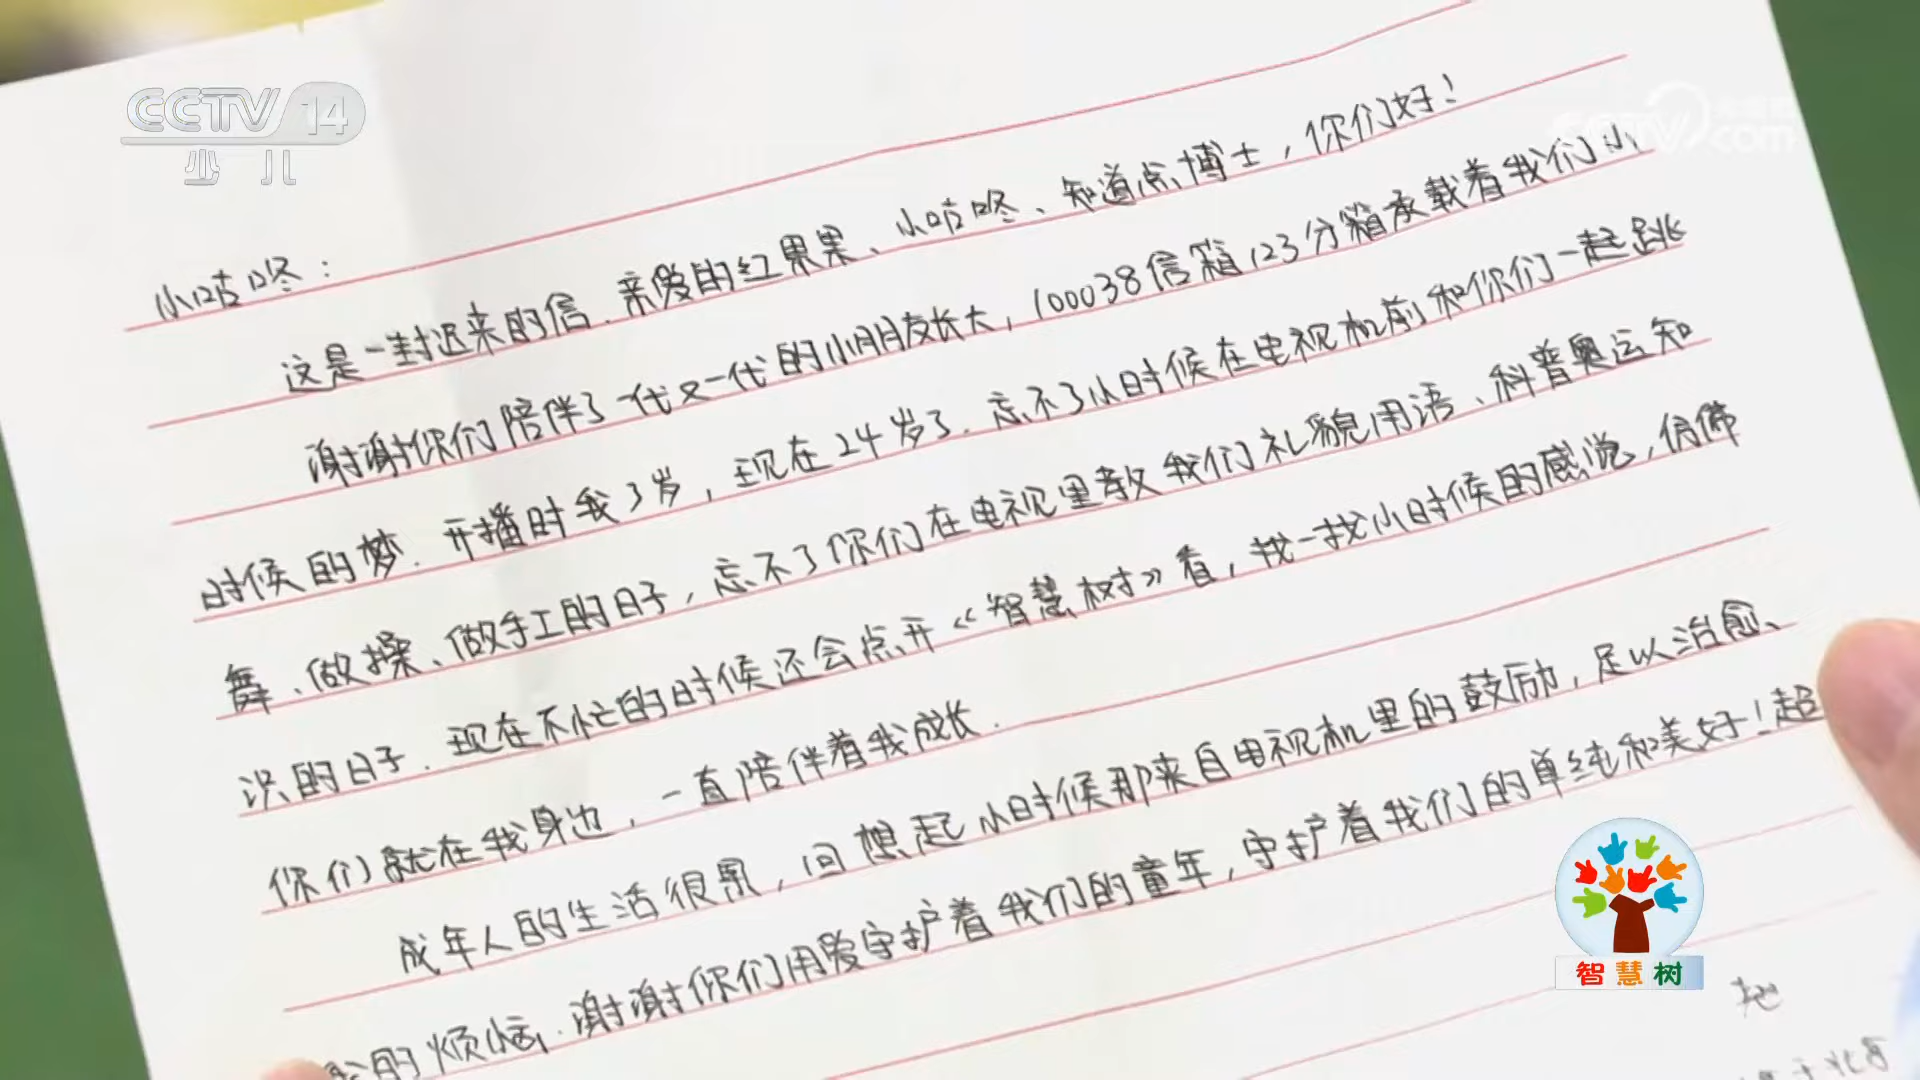 CCTV 14
少儿
com
小咕咚：
这是一封迟来的信.亲爱的红果果、小咕咚、知道点博士，你们好！
谢谢你们陪伴了一代又一代的小朋友长大，100038信箱123分箱承载着我们小
时候的梦.开播时我3岁，现在24岁了.忘不了小时候在电视机前和你们一起跳
舞、做操、做手工的日子，忘不了你们在电视里教我们礼貌用语、科普奥运知
识的日子.现在不忙的时候还会点开《智慧树》看，找一找小时候的感觉，仿佛
你们就在我身边，一直陪伴着我成长.
成年人的生活很累，回想起小时候那来自电视机里的鼓励，足以治愈、
的烦恼.谢谢你们用爱守护着我们的童年，守护着我们的单纯和美好！超
智慧树